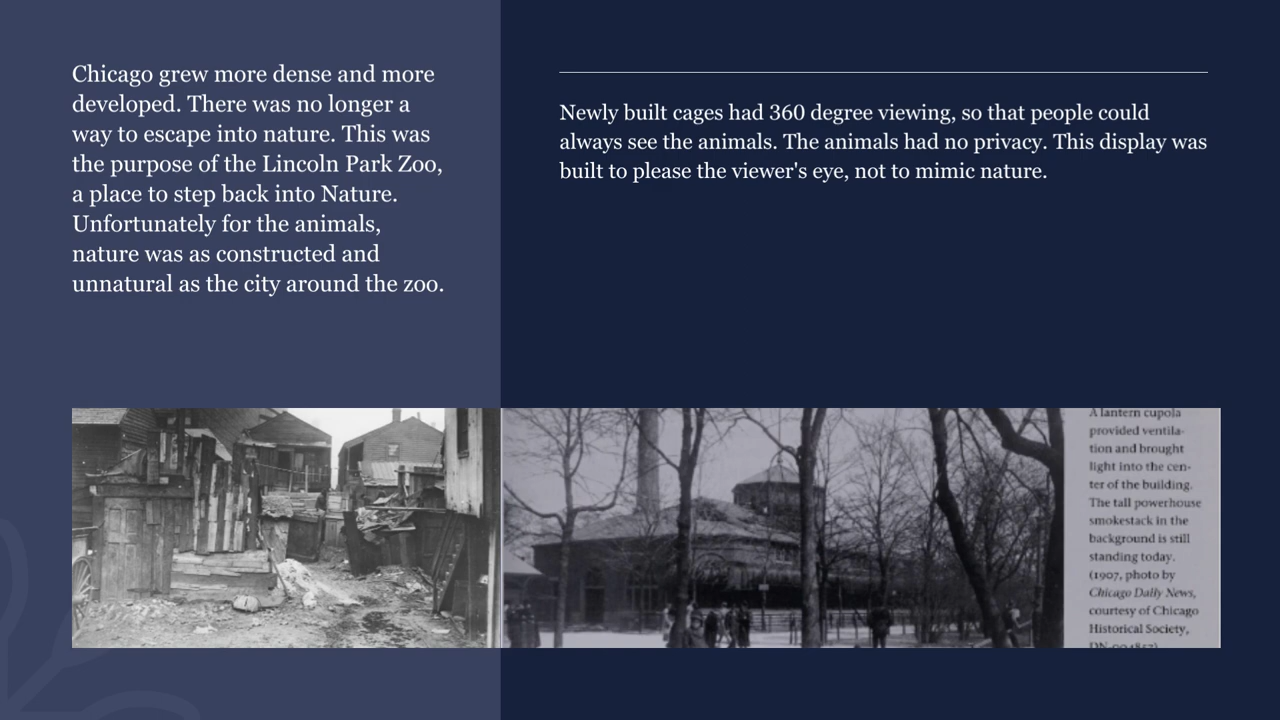 Chicago grew more dense and more
developed. There was no longer a
way to escape into nature. This was
the purpose of the Lincoln Park Zoo,
a place to step back into Nature.
Unfortunately for the animals,
nature was as constructed and
unnatural as the city around the zoo.
Newly built cages had 360 degree viewing, so that people could
always see the animals. The animals had no privacy. This display was
built to please the viewer's eye, not to mimic nature.
A lantern cupola
provided ventila-
tion and brought
light into the cen-
ter of the building.
The tall powerhouse
smokestack in the
background is still
standing today.
(1907, photo by
Chicago Daily News,
courtesy of Chicago
Historical Society,